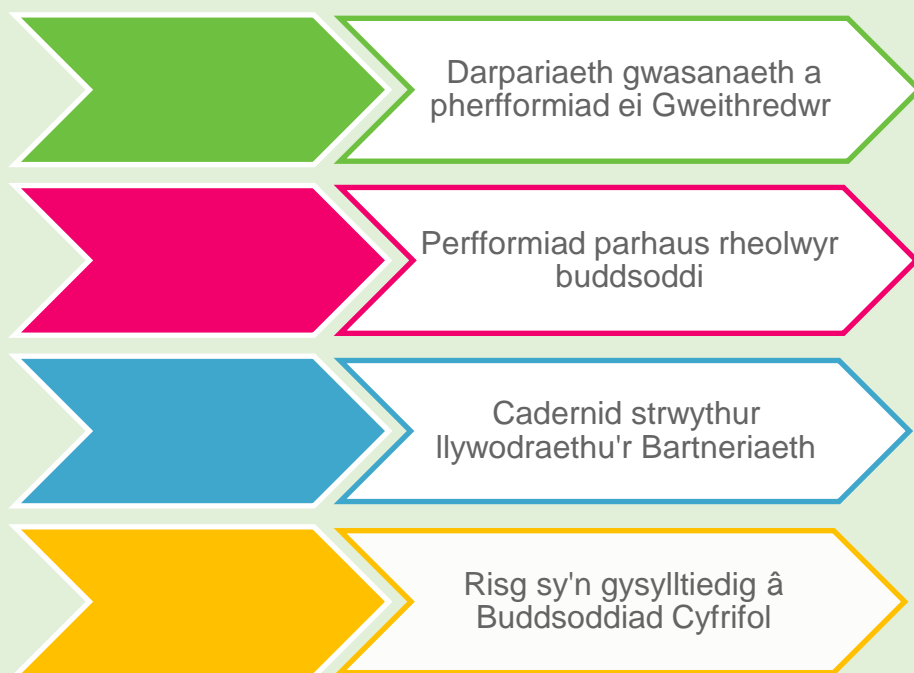 Darpariaeth gwasanaeth a
pherfformiad ei Gweithredwr
Perfformiad parhaus rheolwyr
buddsoddi
Cadernid strwythur
llywodraethu'r Bartneriaeth
Risg sy'n gysylltiedig â
Buddsoddiad Cyfrifol